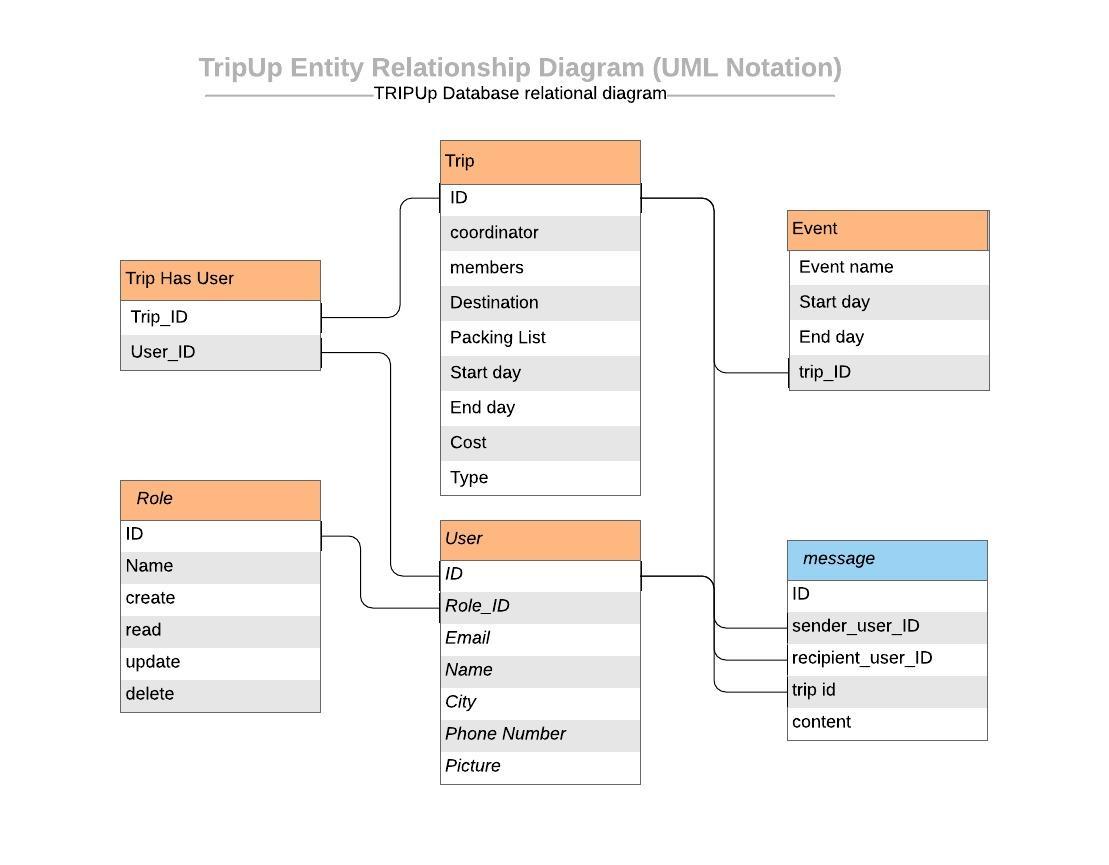 TripUp Entity Relationship Diagram (UML Notation)
TRIPUp Database relational diagram
Trip
ID
coordinator
members
Destination
Packing List
Start day
End day
Cost
Type
Event
Event name
Start day
End day
trip_ID
Trip Has User
Trip_ID
User_ID
Role
ID
Name
create
read
update
delete
User
ID
Role_ID
Email
Name
City
Phone Number
Picture
message
ID
sender_user_ID
recipient_user_ID
trip id
content